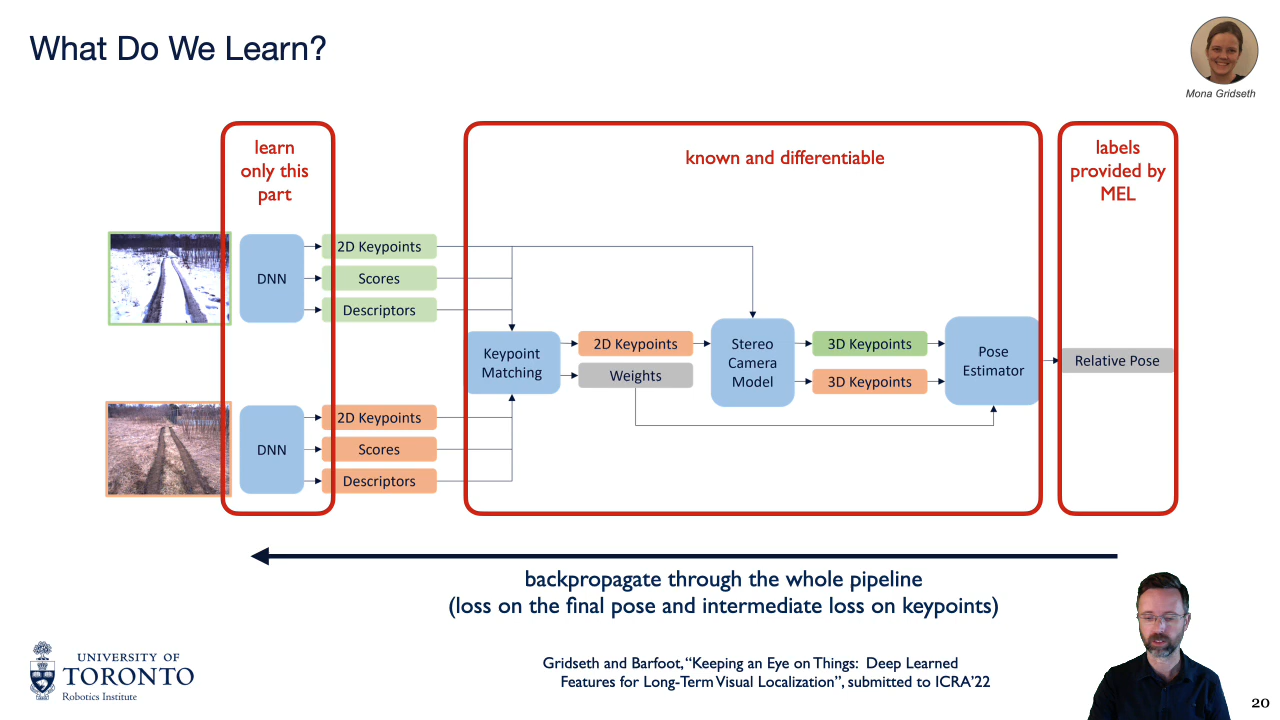 What Do We Learn?
Mona Gridseth
learn
only this
part
known and differentiable
labels
provided by
MEL
DNN
2D Keypoints
Scores
Descriptors
Keypoint
Matching
2D Keypoints
Weights
Stereo
Camera
Model
3D Keypoints
3D Keypoints
Pose
Estimator
Relative Pose
DNN
2D Keypoints
Scores
Descriptors
backpropagate through the whole pipeline
(loss on the final pose and intermediate loss on keypoints)
UNIVERSITY OF
TORONTO
Robotics Institute
Gridseth and Barfoot, “Keeping an Eye on Things: Deep Learned
Features for Long-Term Visual Localization”, submitted to ICRA’22
20